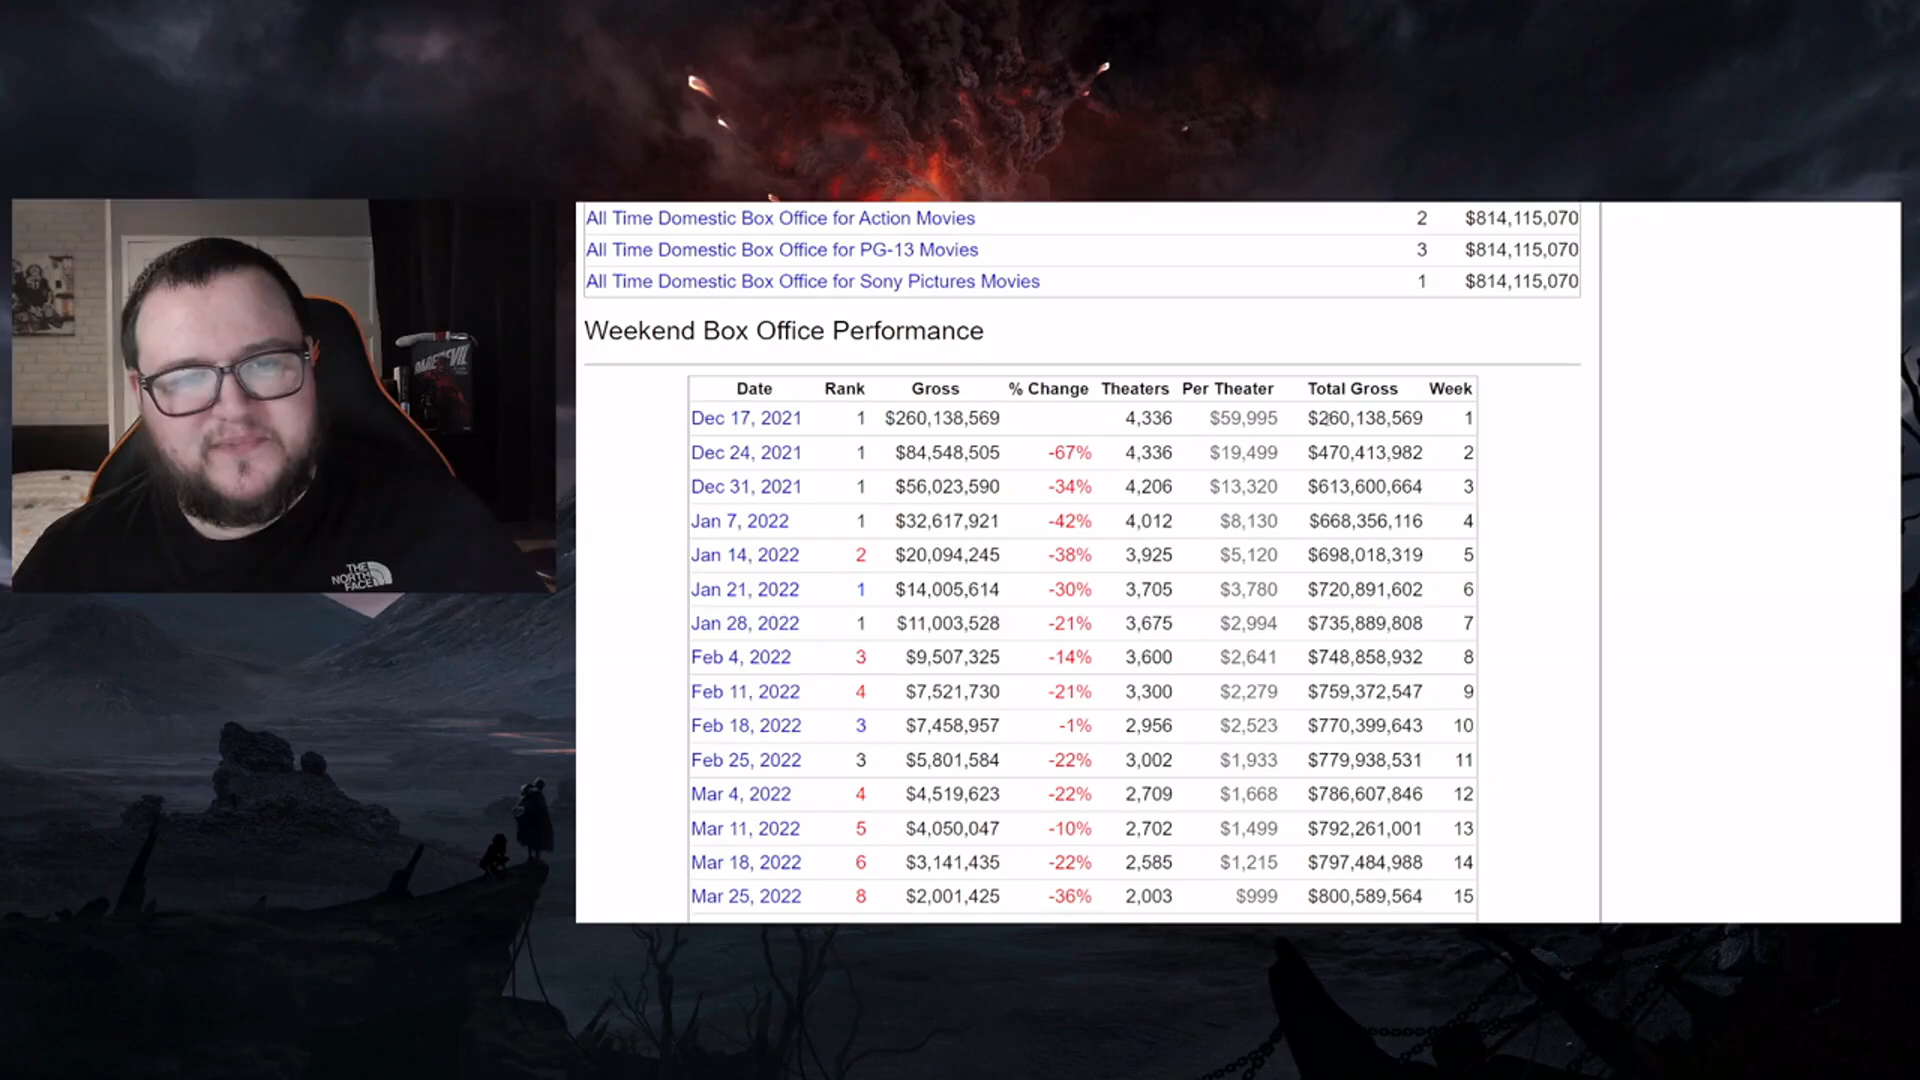 All Time Domestic Box Office for Action Movies 2 $814,115,070
All Time Domestic Box Office for PG-13 Movies 3 $814,115,070
All Time Domestic Box Office for Sony Pictures Movies 1 $814,115,070
Weekend Box Office Performance
Date Rank Gross % Change Theaters Per Theater Total Gross Week
Dec 17, 2021 1 $260,138,569 4,336 $59,995 $260,138,569 1
Dec 24, 2021 1 $84,548,505 -67% 4,336 $19,499 $470,413,982 2
Dec 31, 2021 1 $56,023,590 -34% 4,206 $13,320 $613,600,664 3
Jan 7, 2022 1 $32,617,921 -42% 4,012 $8,130 $668,356,116 4
Jan 14, 2022 2 $20,094,245 -38% 3,925 $5,120 $698,018,319 5
Jan 21, 2022 1 $14,005,614 -30% 3,705 $3,780 $720,891,602 6
Jan 28, 2022 1 $11,003,528 -21% 3,675 $2,994 $735,889,808 7
Feb 4, 2022 3 $9,507,325 -14% 3,600 $2,641 $748,858,932 8
Feb 11, 2022 4 $7,521,730 -21% 3,300 $2,279 $759,372,547 9
Feb 18, 2022 3 $7,458,957 -1% 2,956 $2,523 $770,399,643 10
Feb 25, 2022 3 $5,801,584 -22% 3,002 $1,933 $779,938,531 11
Mar 4, 2022 4 $4,519,623 -22% 2,709 $1,668 $786,607,846 12
Mar 11, 2022 5 $4,050,047 -10% 2,702 $1,499 $792,261,001 13
Mar 18, 2022 6 $3,141,435 -22% 2,585 $1,215 $797,484,988 14
Mar 25, 2022 8 $2,001,425 -36% 2,003 $999 $800,589,564 15
DAREDEVIL
THE
NORTH
FACE